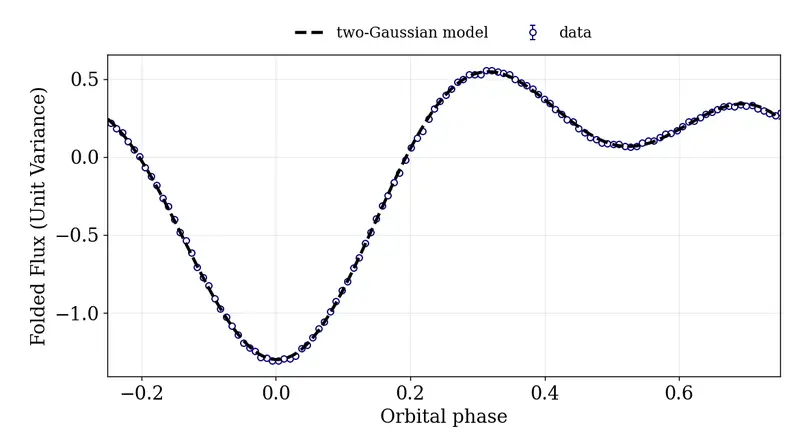 two-Gaussian model
data
Folded Flux (Unit Variance)
0.5
0.0
−0.5
−1.0
−0.2
0.0
0.2
0.4
0.6
Orbital phase